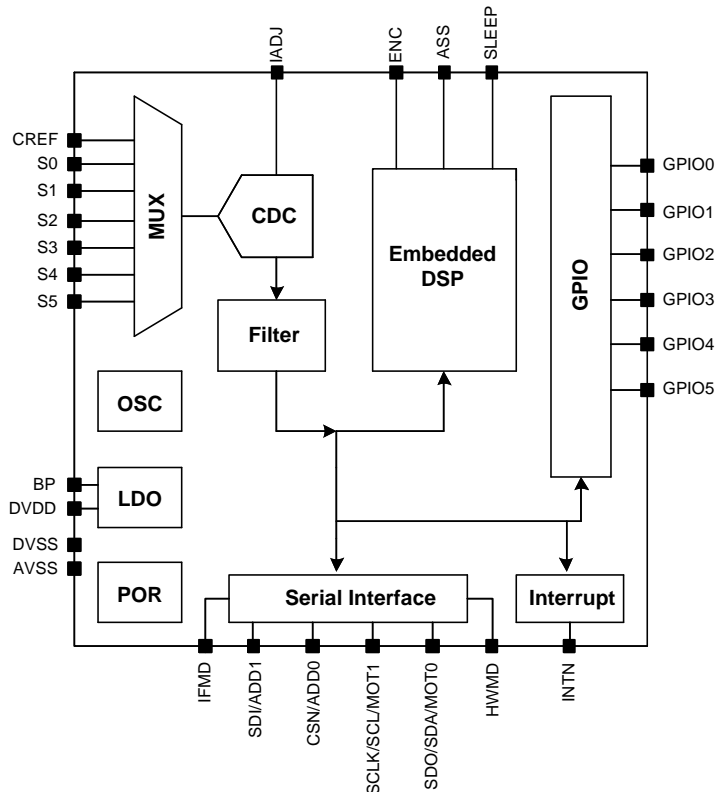 IADJ
ENC
ASS
SLEEP
CREF
S0
S1
S2
S3
S4
S5
MUX
CDC
Filter
Embedded
DSP
GPIO
GPIO0
GPIO1
GPIO2
GPIO3
GPIO4
GPIO5
OSC
BP
DVDD
LDO
DVSS
AVSS
POR
Serial Interface
Interrupt
IFMD
SDI/ADD1
CSN/ADD0
SCLK/SCL/MOT1
SDO/SDA/MOT0
HWMD
INTN